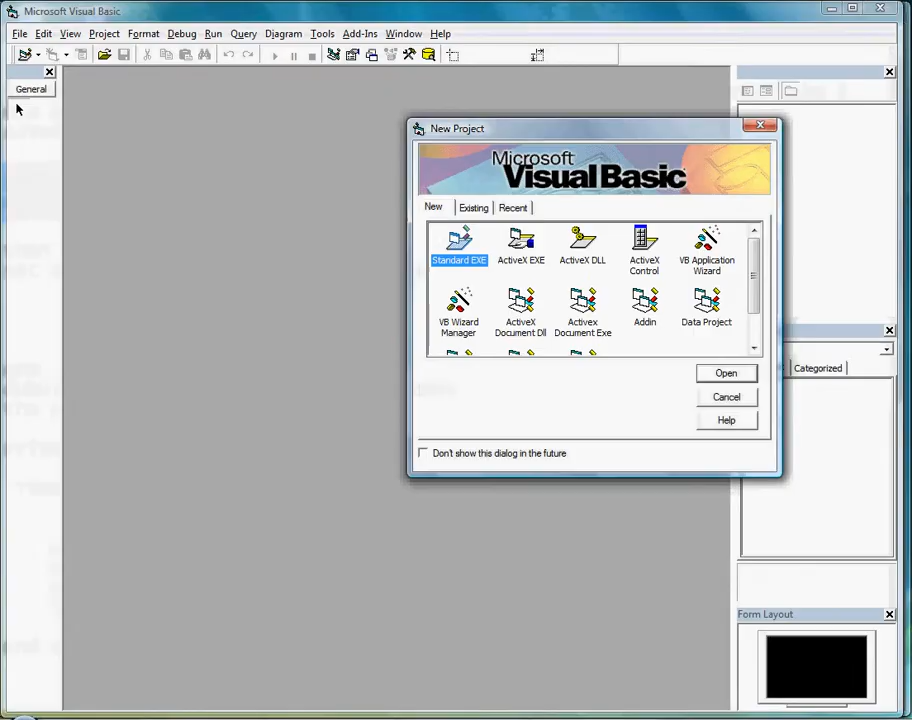 Microsoft Visual Basic
File Edit View Project Format Debug Run Query Diagram Tools Add-Ins Window Help
General
New Project
Microsoft
Visual Basic
New Existing Recent
Standard EXE ActiveX EXE ActiveX DLL ActiveX Control VB Application Wizard
VB Wizard Manager ActiveX Document Dll Activex Document Exe Addin Data Project
Categorized
Open
Cancel
Help
Don't show this dialog in the future
Form Layout